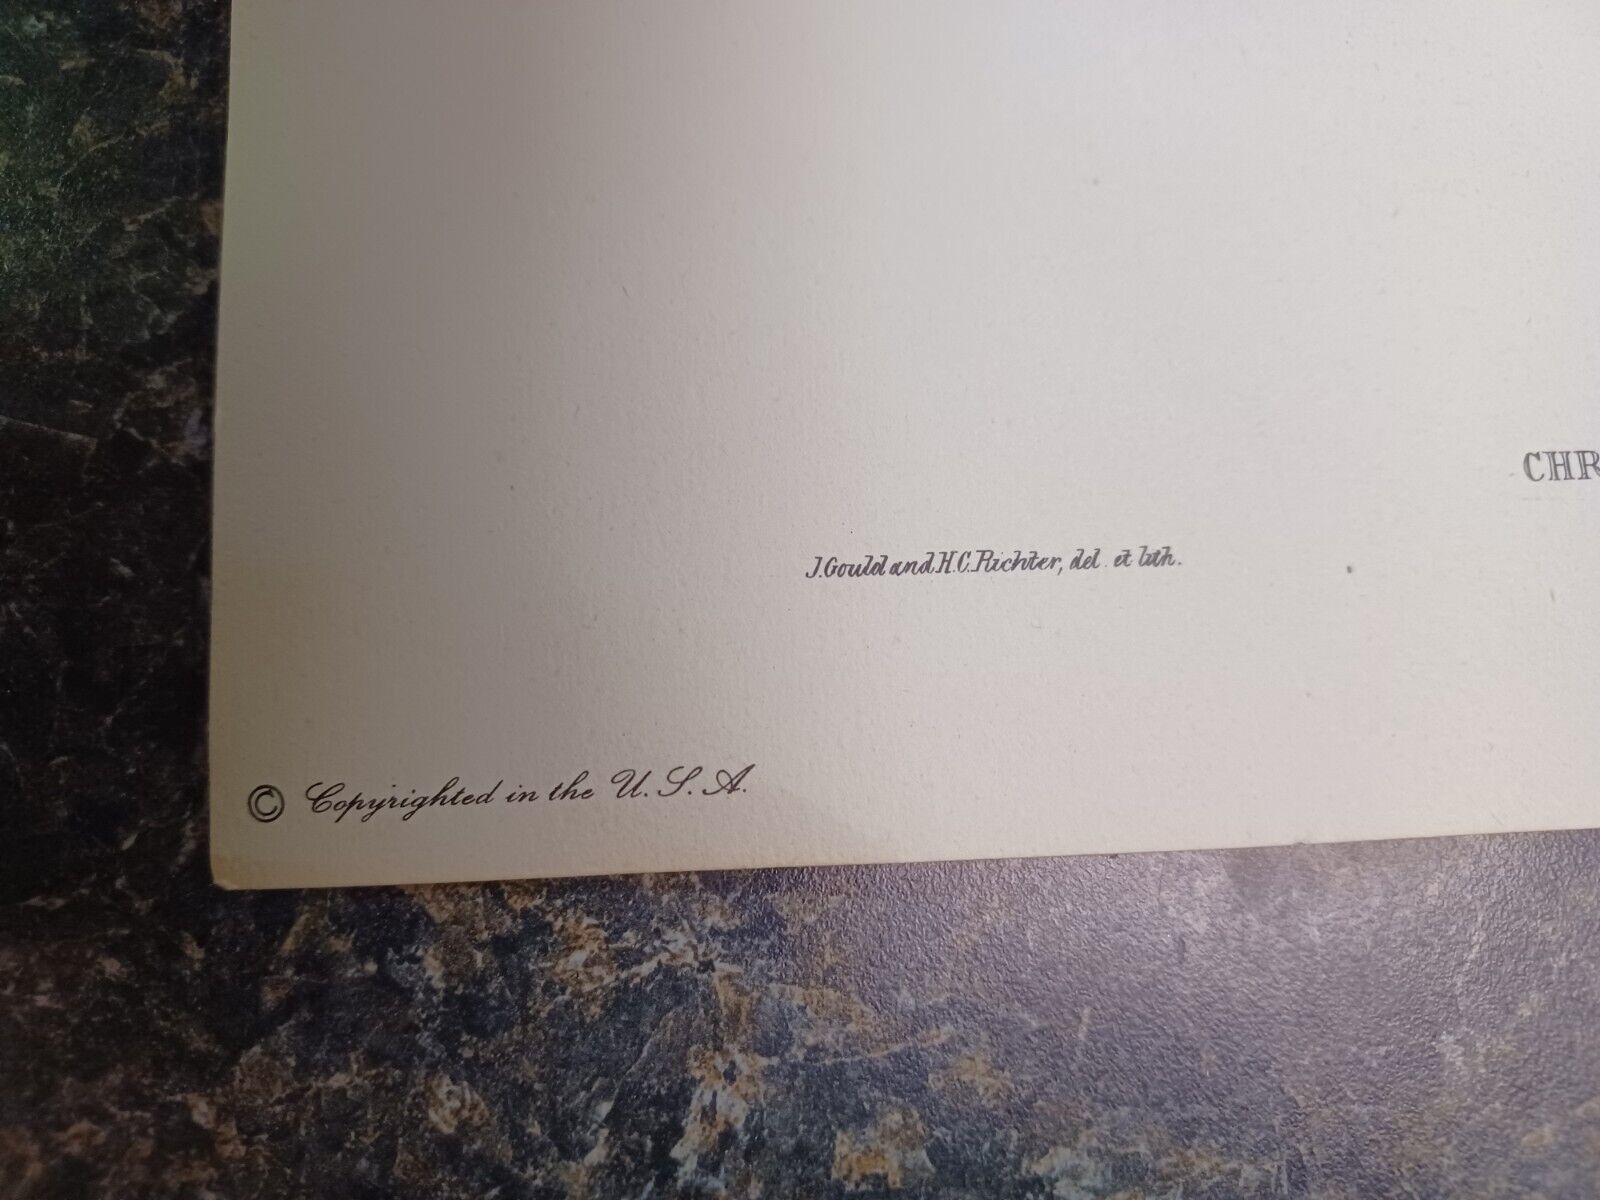 CHR
J. Gould and H.C. Richter, del. et lith.
© Copyrighted in the U.S.A.